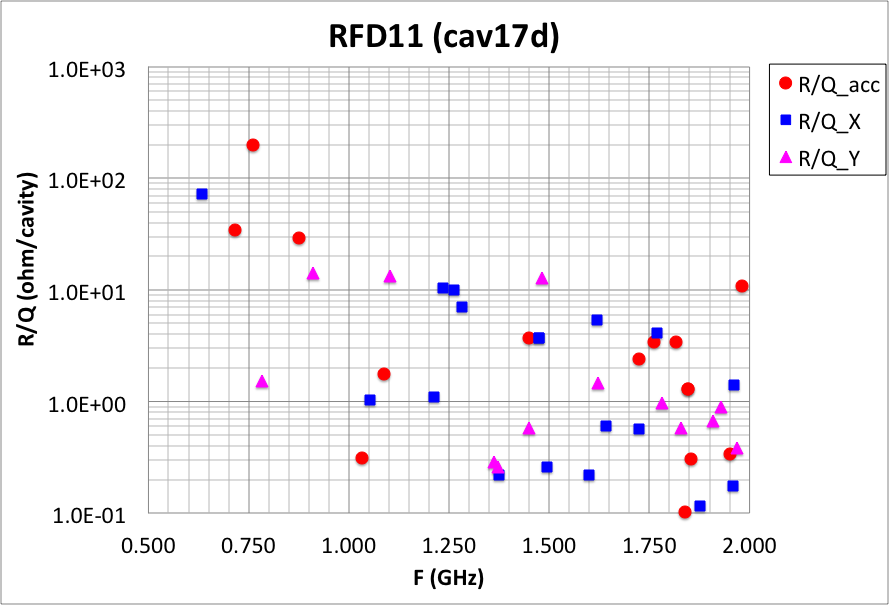 RFD11 (cav17d)
1.0E+03
1.0E+02
1.0E+01
1.0E+00
1.0E-01
R/Q (ohm/cavity)
0.500 0.750 1.000 1.250 1.500 1.750 2.000
F (GHz)
R/Q_acc
R/Q_X
R/Q_Y